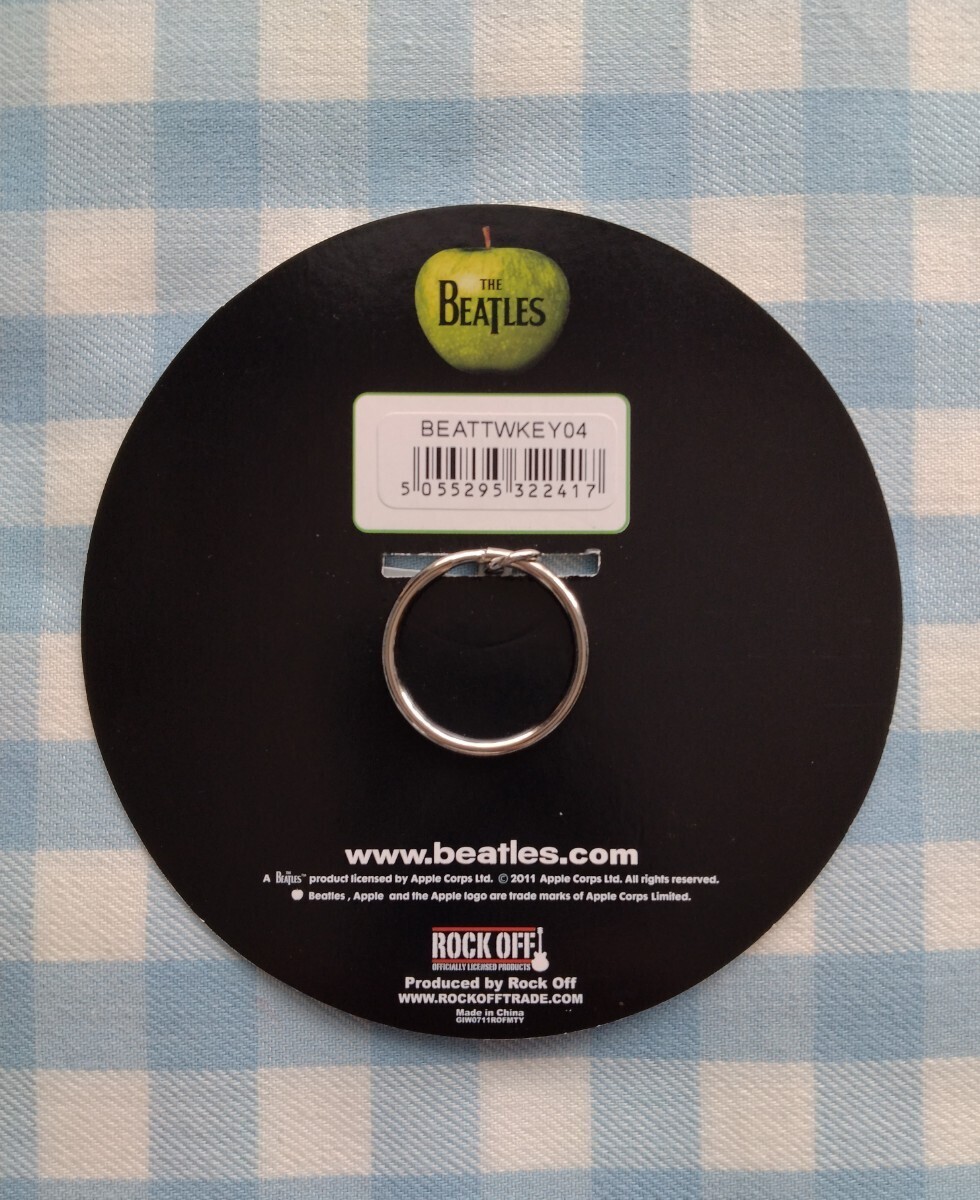 THE
BEATLES
BEATTWKEY04
5 055295 322417
www.beatles.com
A THE BEATLES™ product licensed by Apple Corps Ltd. © 2011 Apple Corps Ltd. All rights reserved.
Beatles , Apple and the Apple logo are trade marks of Apple Corps Limited.
ROCK OFF
OFFICIALLY LICENSED PRODUCTS
Produced by Rock Off
WWW.ROCKOFFTRADE.COM
Made in China
GIW0711ROFMTY